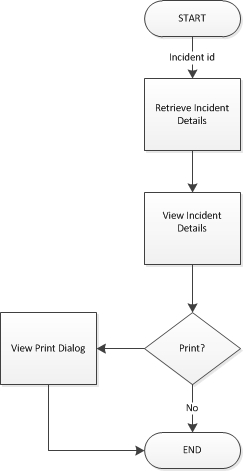 START
Incident id
Retrieve Incident
Details
View Incident
Details
Print?
View Print Dialog
No
END